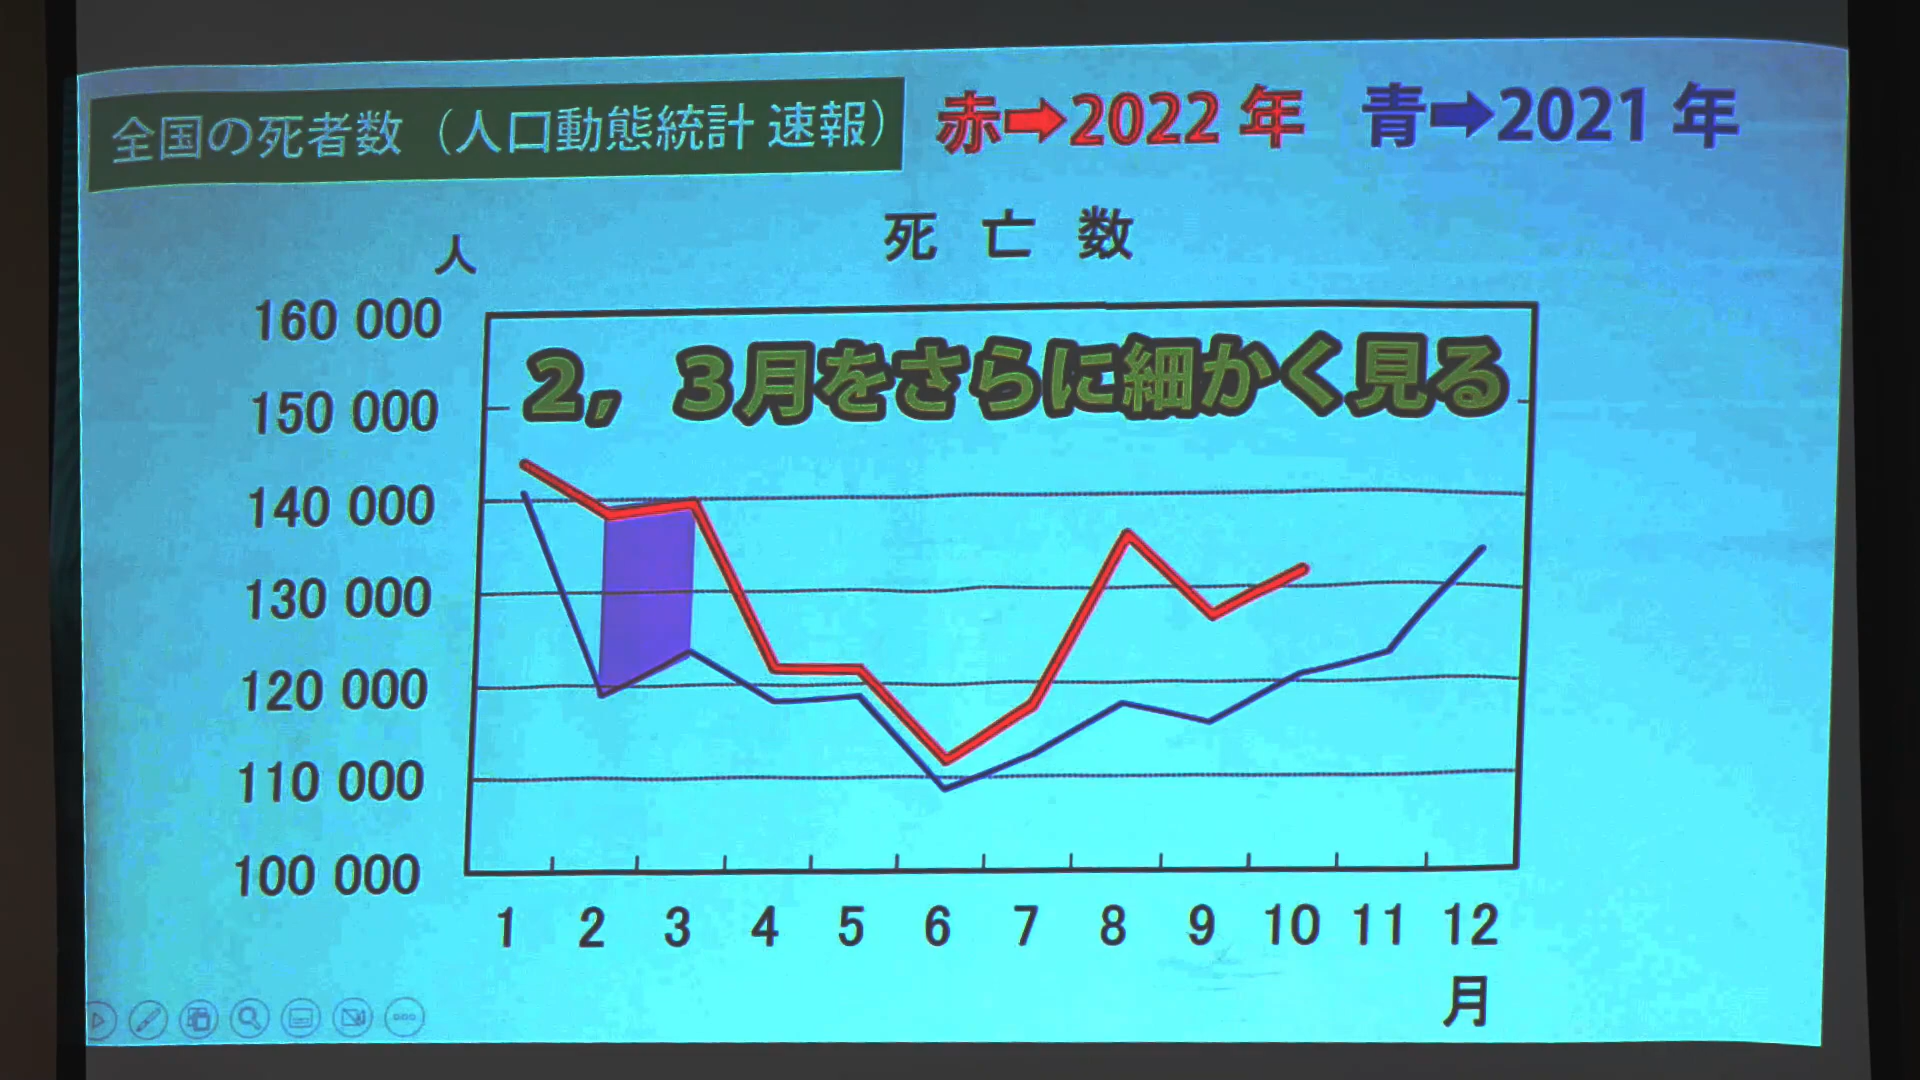 全国の死者数（人口動態統計 速報） 赤➡2022 年 青➡2021 年
死 亡 数
人
2，3月をさらに細かく見る
160 000
150 000
140 000
130 000
120 000
110 000
100 000
1 2 3 4 5 6 7 8 9 10 11 12
月